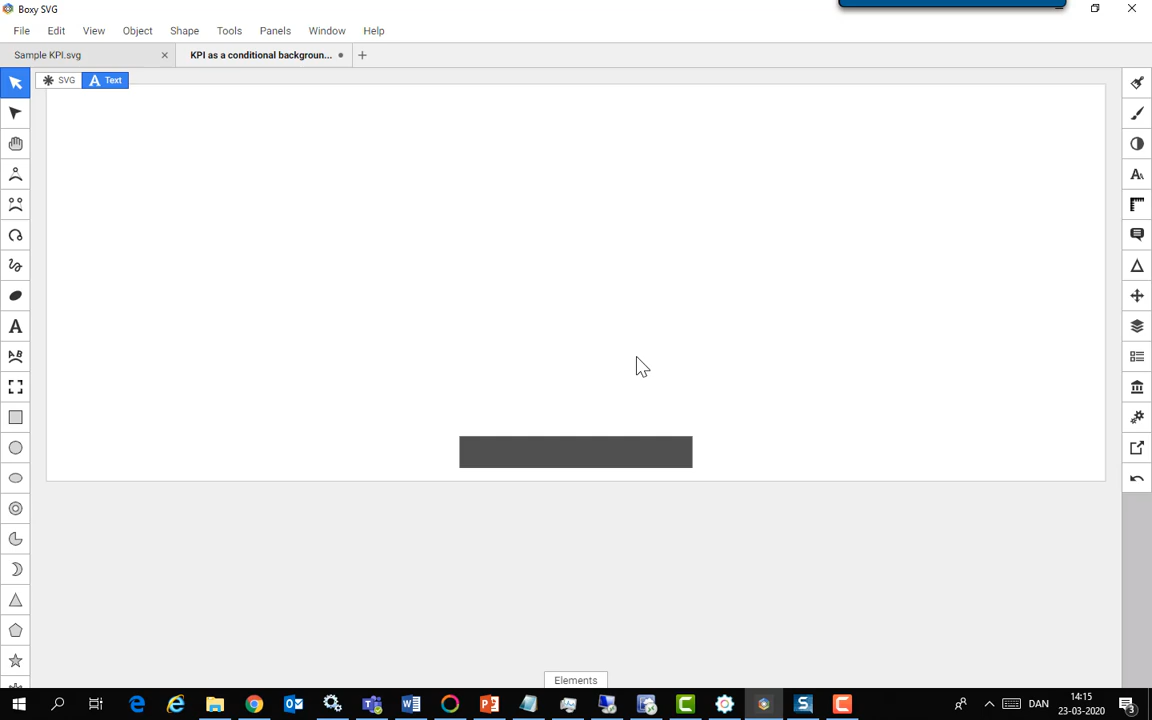 Boxy SVG
File Edit View Object Shape Tools Panels Window Help
Sample KPI.svg KPI as a conditional backgroun...
SVG A Text
Elements
14:15
DAN
23-03-2020
3